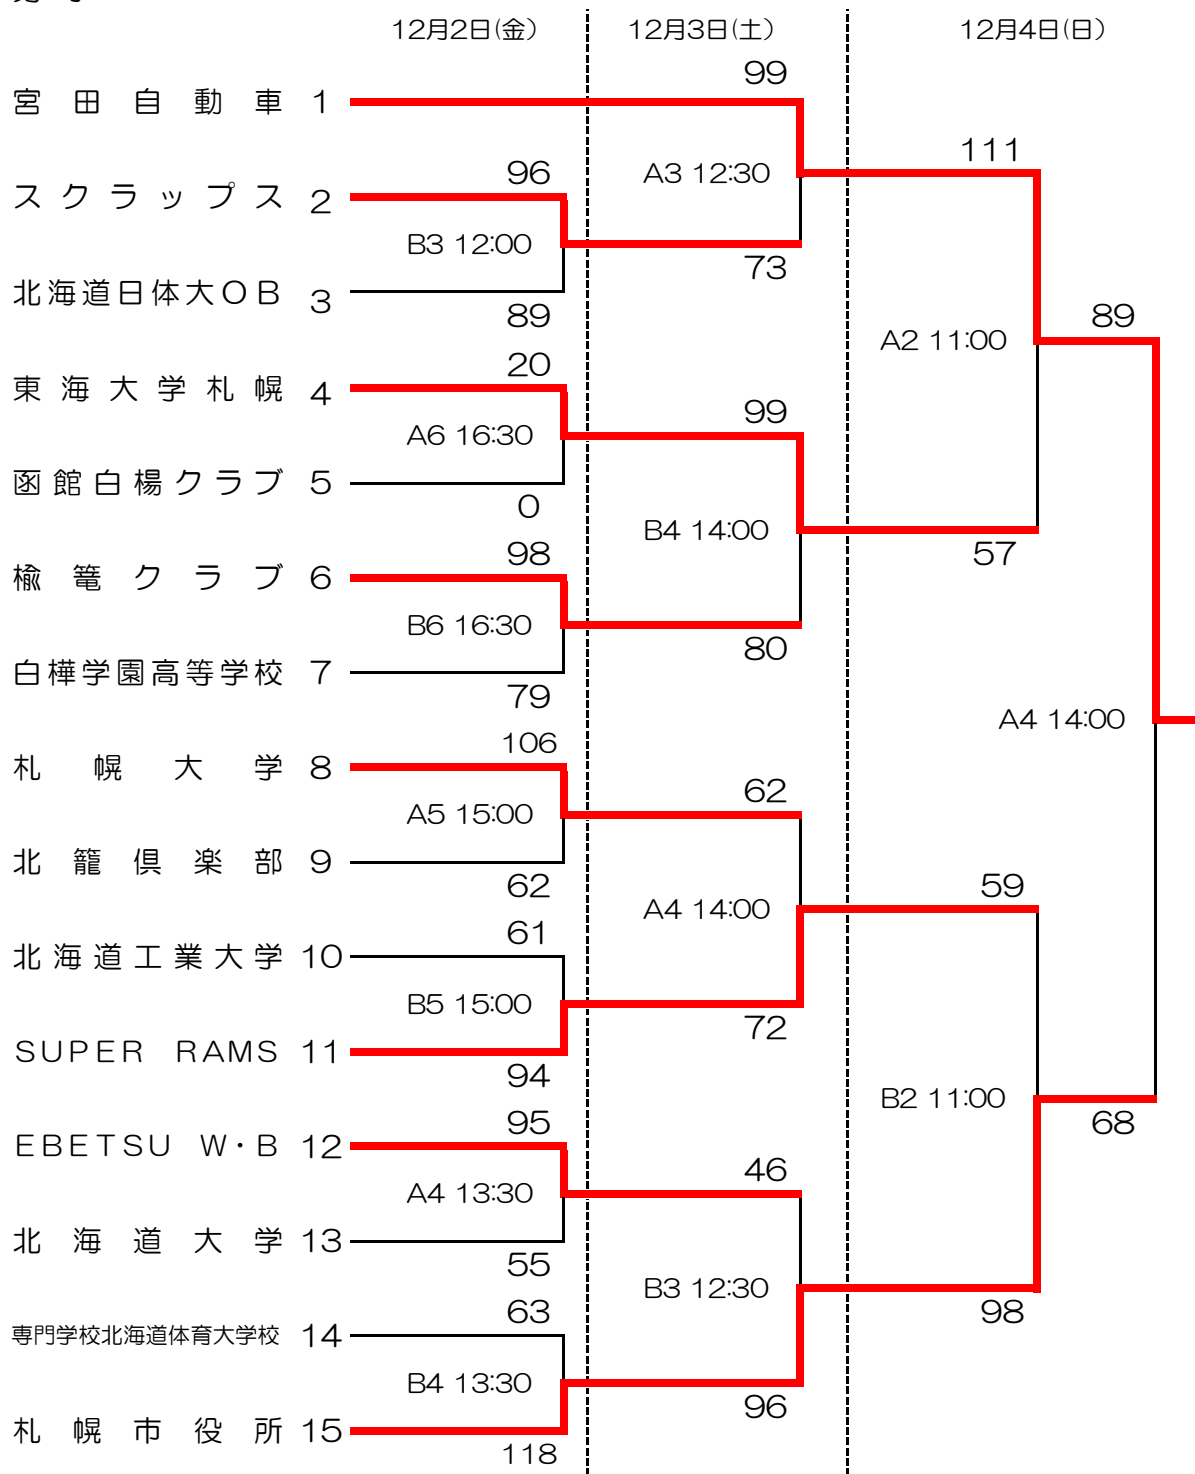 12月2日(金) 12月3日(土) 12月4日(日)
99
宮田自動車 1
111
96
A3 12:30
スクラップス 2
B3 12:00
73
北海道日体大OB 3
89
89
A2 11:00
20
東海大学札幌 4
99
A6 16:30
函館白楊クラブ 5
0
B4 14:00
98
57
楡篭クラブ 6
B6 16:30
80
白樺学園高等学校 7
79
A4 14:00
106
札幌大学 8
62
A5 15:00
北籠倶楽部 9
62
59
A4 14:00
61
北海道工業大学 10
B5 15:00
72
SUPER RAMS 11
94
B2 11:00
95
68
EBETSU W・B 12
46
A4 13:30
北海道大学 13
55
B3 12:30
63
98
専門学校北海道体育大学校 14
B4 13:30
96
札幌市役所 15
118